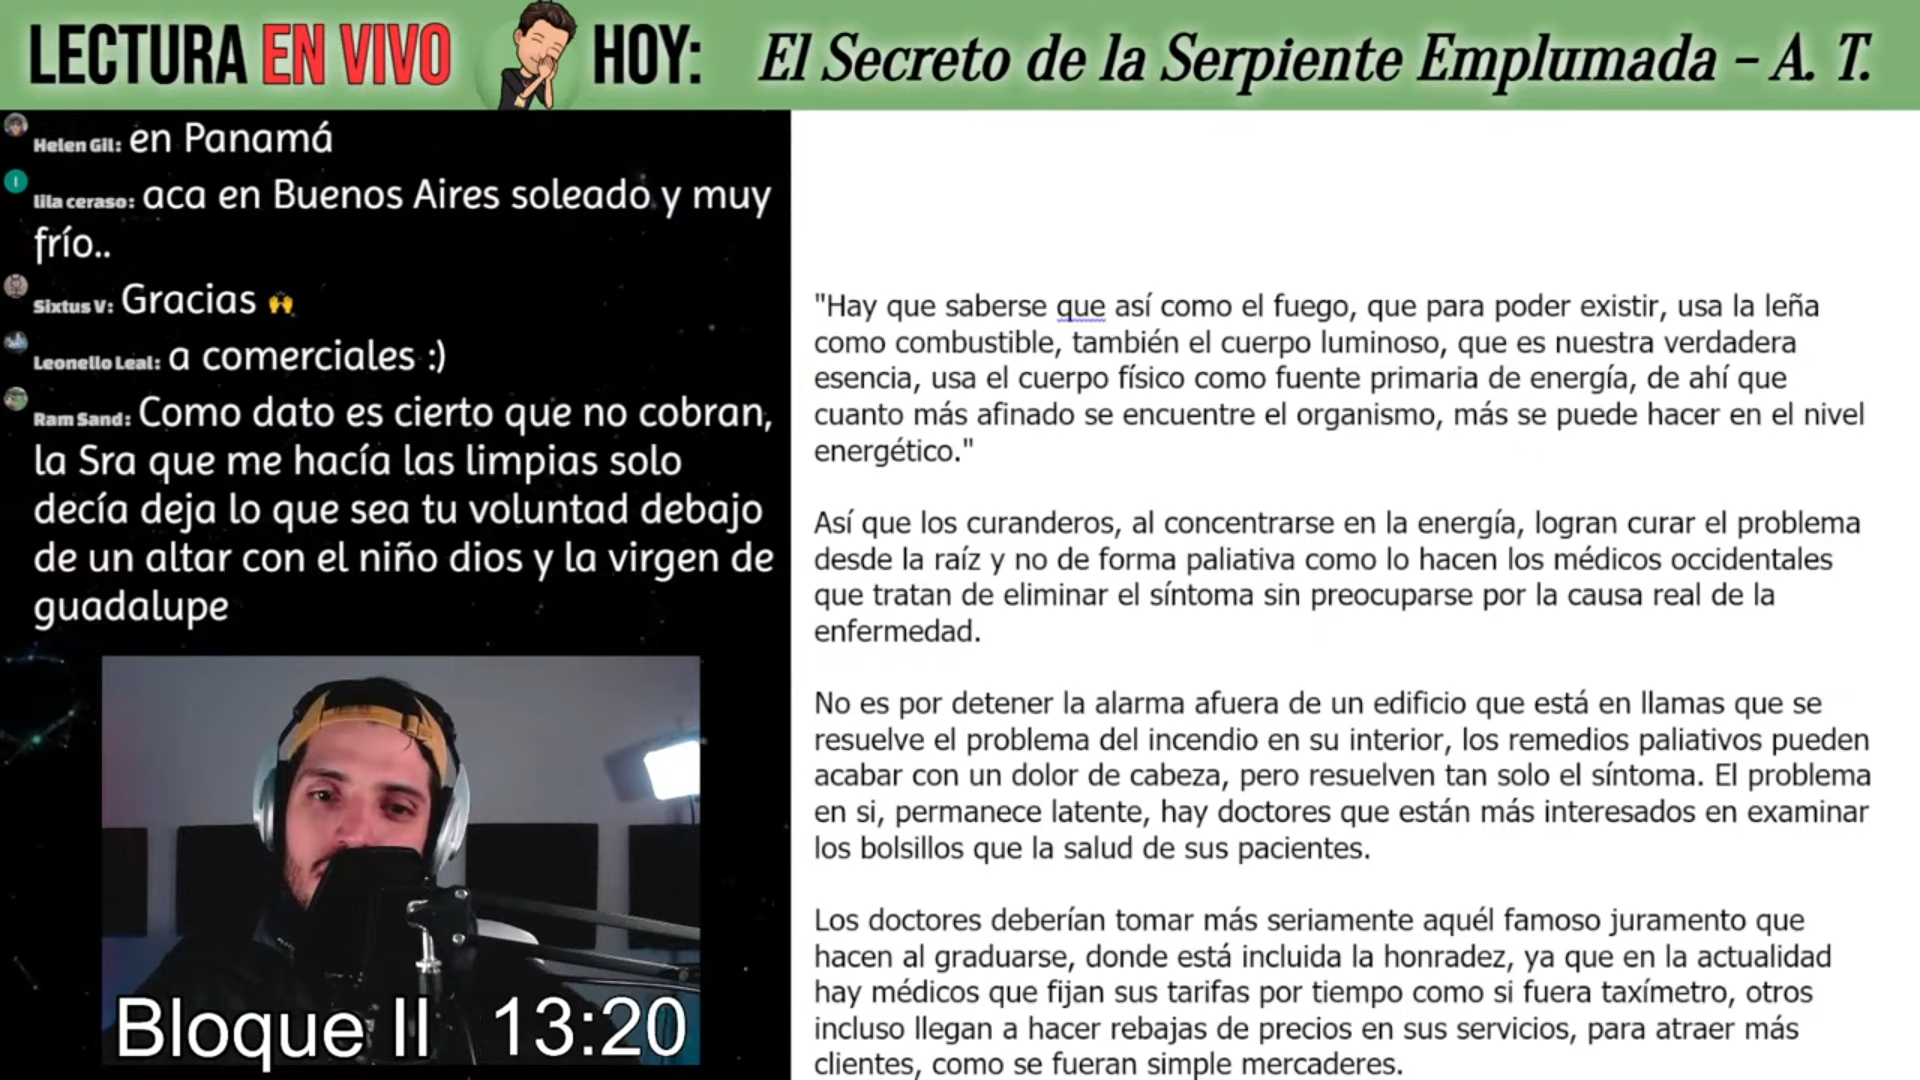 LECTURA EN VIVO HOY: El Secreto de la Serpiente Emplumada - A. T.
Helen Gil: en Panamá
lila ceraso: aca en Buenos Aires soleado y muy
frío..
Sixtus V: Gracias 🙌
Leonello Leal: a comerciales :)
Ram Sand: Como dato es cierto que no cobran,
la Sra que me hacía las limpias solo
decía deja lo que sea tu voluntad debajo
de un altar con el niño dios y la virgen de
guadalupe
Bloque II 13:20
"Hay que saberse que así como el fuego, que para poder existir, usa la leña
como combustible, también el cuerpo luminoso, que es nuestra verdadera
esencia, usa el cuerpo físico como fuente primaria de energía, de ahí que
cuanto más afinado se encuentre el organismo, más se puede hacer en el nivel
energético."
Así que los curanderos, al concentrarse en la energía, logran curar el problema
desde la raíz y no de forma paliativa como lo hacen los médicos occidentales
que tratan de eliminar el síntoma sin preocuparse por la causa real de la
enfermedad.
No es por detener la alarma afuera de un edificio que está en llamas que se
resuelve el problema del incendio en su interior, los remedios paliativos pueden
acabar con un dolor de cabeza, pero resuelven tan solo el síntoma. El problema
en si, permanece latente, hay doctores que están más interesados en examinar
los bolsillos que la salud de sus pacientes.
Los doctores deberían tomar más seriamente aquél famoso juramento que
hacen al graduarse, donde está incluida la honradez, ya que en la actualidad
hay médicos que fijan sus tarifas por tiempo como si fuera taxímetro, otros
incluso llegan a hacer rebajas de precios en sus servicios, para atraer más
clientes, como se fueran simple mercaderes.